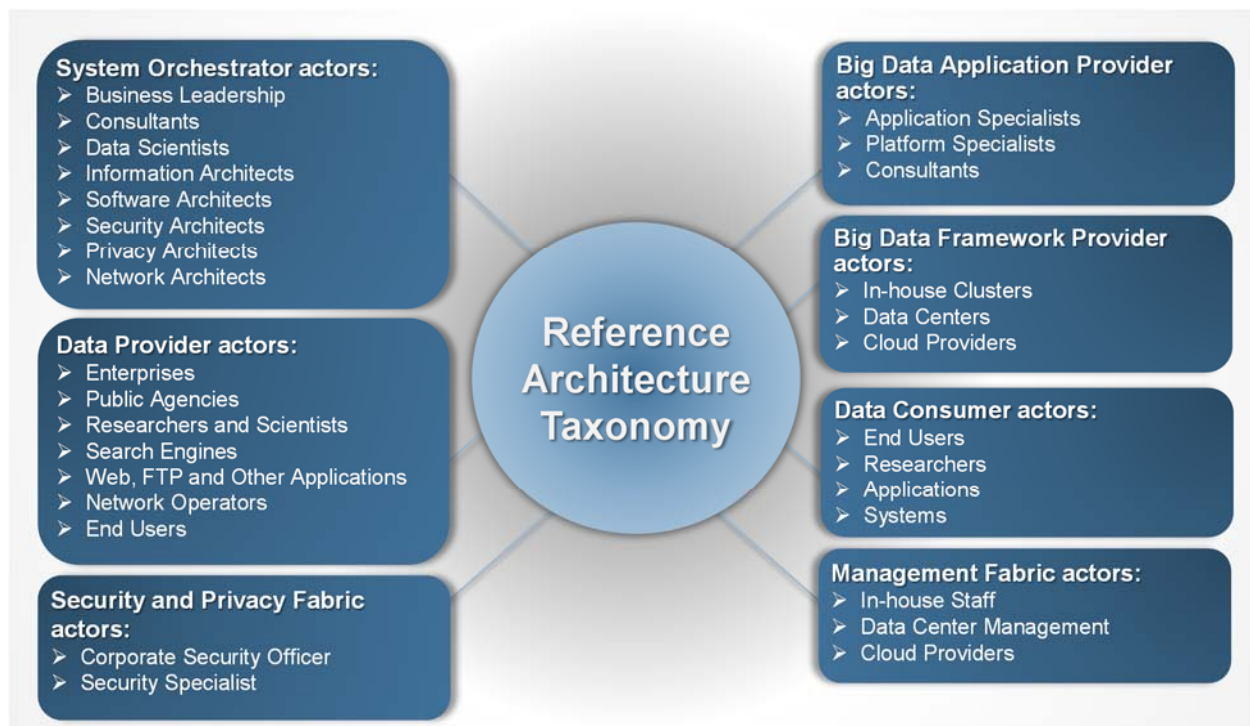 System Orchestrator actors:
➢ Business Leadership
➢ Consultants
➢ Data Scientists
➢ Information Architects
➢ Software Architects
➢ Security Architects
➢ Privacy Architects
➢ Network Architects
Data Provider actors:
➢ Enterprises
➢ Public Agencies
➢ Researchers and Scientists
➢ Search Engines
➢ Web, FTP and Other Applications
➢ Network Operators
➢ End Users
Security and Privacy Fabric
actors:
➢ Corporate Security Officer
➢ Security Specialist
Reference
Architecture
Taxonomy
Big Data Application Provider
actors:
➢ Application Specialists
➢ Platform Specialists
➢ Consultants
Big Data Framework Provider
actors:
➢ In-house Clusters
➢ Data Centers
➢ Cloud Providers
Data Consumer actors:
➢ End Users
➢ Researchers
➢ Applications
➢ Systems
Management Fabric actors:
➢ In-house Staff
➢ Data Center Management
➢ Cloud Providers